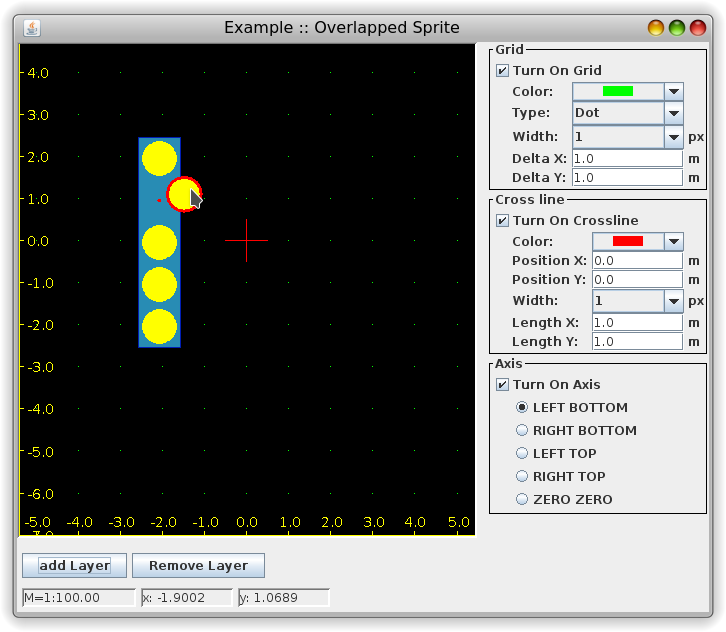 Example :: Overlapped Sprite
4.0
3.0
2.0
1.0
0.0
-1.0
-2.0
-3.0
-4.0
-5.0
-6.0
-5.0 -4.0 -3.0 -2.0 -1.0 0.0 1.0 2.0 3.0 4.0 5.0
-7.0
Grid
Turn On Grid
Color:
Type: Dot
Width: 1 px
Delta X: 1.0 m
Delta Y: 1.0 m
Cross line
Turn On Crossline
Color:
Position X: 0.0 m
Position Y: 0.0 m
Width: 1 px
Length X: 1.0 m
Length Y: 1.0 m
Axis
Turn On Axis
LEFT BOTTOM
RIGHT BOTTOM
LEFT TOP
RIGHT TOP
ZERO ZERO
add Layer Remove Layer
M=1:100.00 x: -1.9002 y: 1.0689